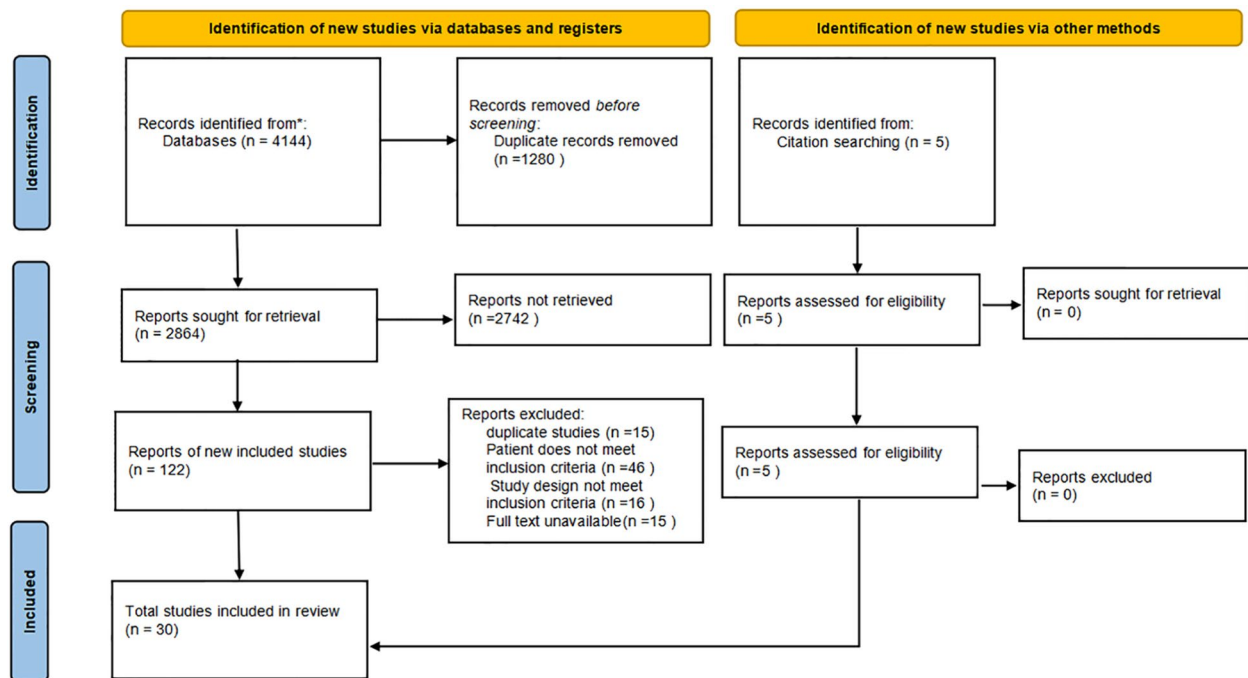 Identification of new studies via databases and registers
Identification of new studies via other methods
Identification
Records identified from*:
Databases (n = 4144)
Records removed before
screening:
Duplicate records removed
(n =1280 )
Records identified from:
Citation searching (n = 5)
Screening
Reports sought for retrieval
(n = 2864)
Reports not retrieved
(n =2742 )
Reports assessed for eligibility
(n =5 )
Reports sought for retrieval
(n = 0)
Reports of new included studies
(n = 122)
Reports excluded:
duplicate studies (n =15)
Patient does not meet
inclusion criteria (n =46 )
Study design not meet
inclusion criteria (n =16 )
Full text unavailable(n =15 )
Reports assessed for eligibility
(n =5 )
Reports excluded
(n = 0)
Included
Total studies included in review
(n = 30)